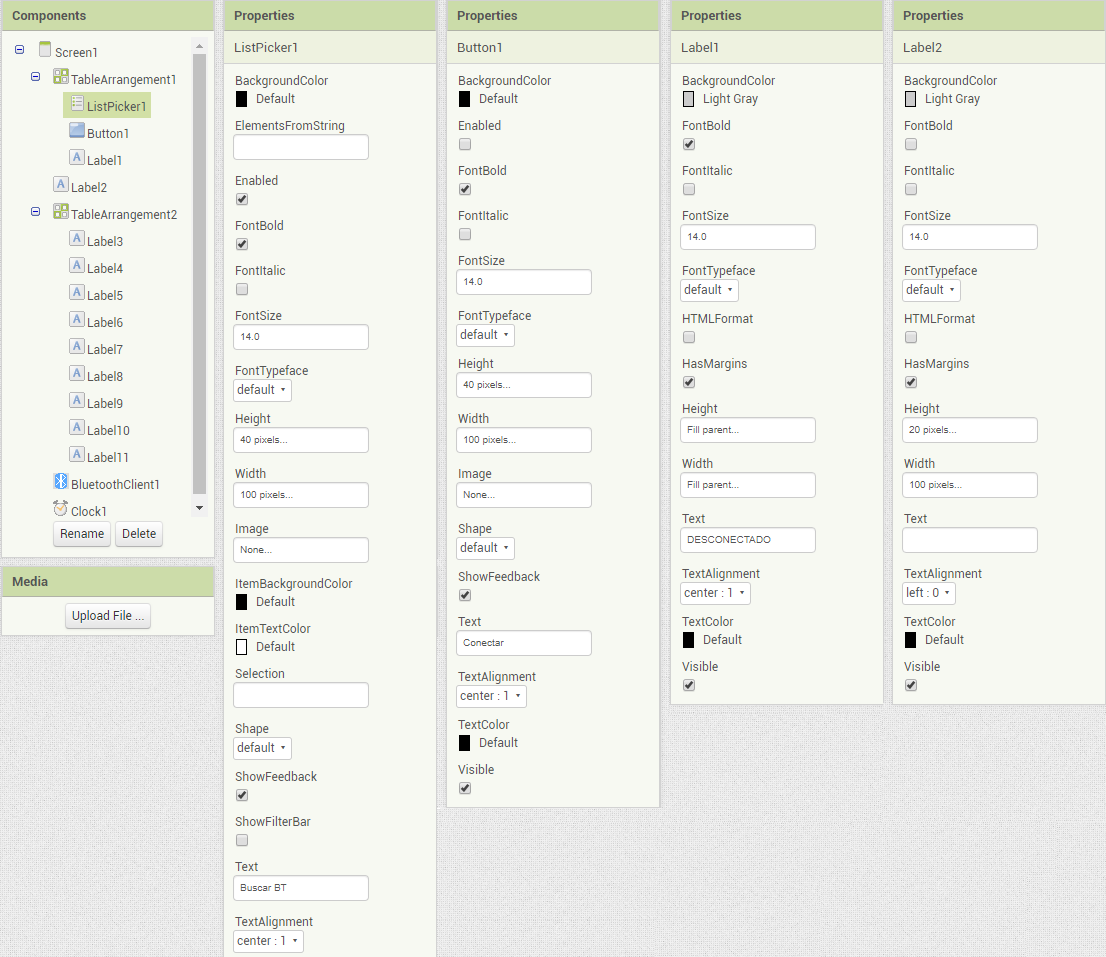 Components
Screen1
TableArrangement1
ListPicker1
Button1
Label1
Label2
TableArrangement2
Label3
Label4
Label5
Label6
Label7
Label8
Label9
Label10
Label11
BluetoothClient1
Clock1
Rename
Delete
Media
Upload File ...
Properties
ListPicker1
BackgroundColor
Default
ElementsFromString
Enabled
FontBold
FontItalic
FontSize
14.0
FontTypeface
default
Height
40 pixels...
Width
100 pixels...
Image
None...
ItemBackgroundColor
Default
ItemTextColor
Default
Selection
Shape
default
ShowFeedback
ShowFilterBar
Text
Buscar BT
TextAlignment
center : 1
Properties
Button1
BackgroundColor
Default
Enabled
FontBold
FontItalic
FontSize
14.0
FontTypeface
default
Height
40 pixels...
Width
100 pixels...
Image
None...
Shape
default
ShowFeedback
Text
Conectar
TextAlignment
center : 1
TextColor
Default
Visible
Properties
Label1
BackgroundColor
Light Gray
FontBold
FontItalic
FontSize
14.0
FontTypeface
default
HTMLFormat
HasMargins
Height
Fill parent...
Width
Fill parent...
Text
DESCONECTADO
TextAlignment
center : 1
TextColor
Default
Visible
Properties
Label2
BackgroundColor
Light Gray
FontBold
FontItalic
FontSize
14.0
FontTypeface
default
HTMLFormat
HasMargins
Height
20 pixels...
Width
100 pixels...
Text
TextAlignment
left : 0
TextColor
Default
Visible